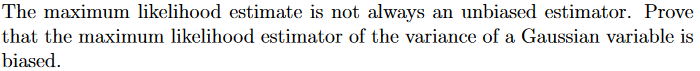 The maximum likelihood estimate is not always an unbiased estimator. Prove
that the maximum likelihood estimator of the variance of a Gaussian variable is
biased.